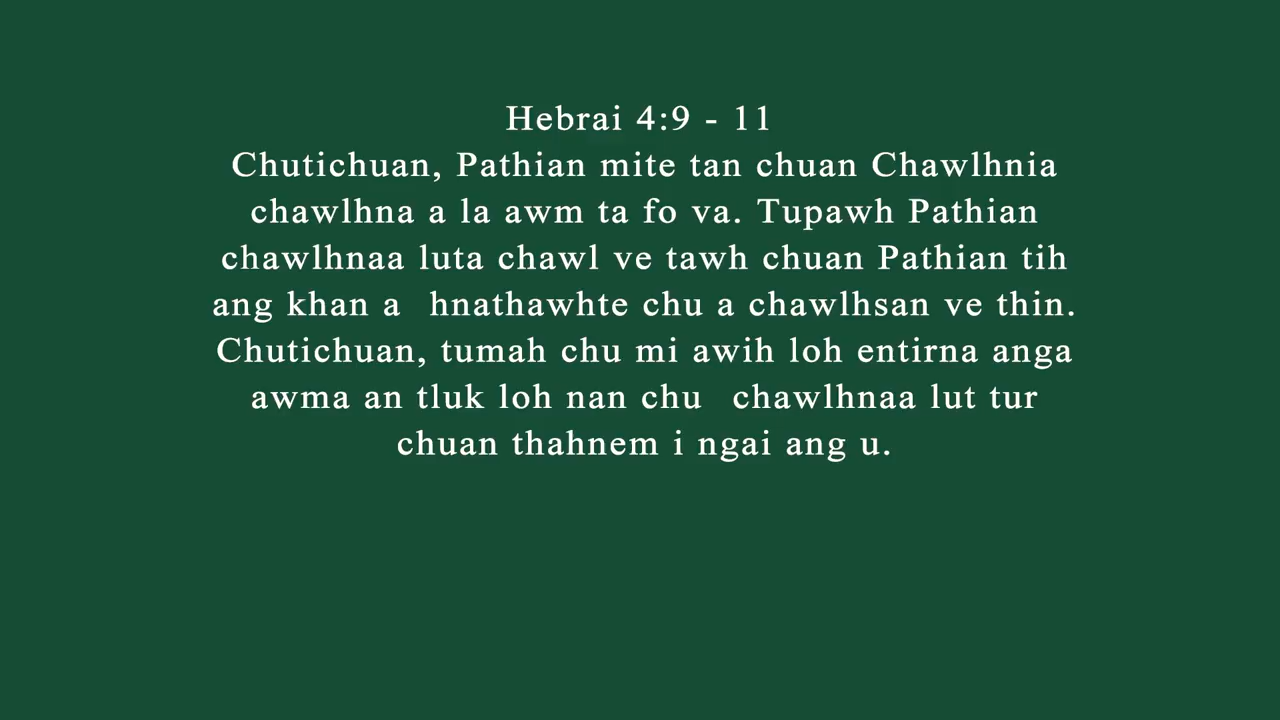 Hebrai 4:9 - 11
Chutichuan, Pathian mite tan chuan Chawlhnia
chawlhna a la awm ta fo va. Tupawh Pathian
chawlhnaa luta chawl ve tawh chuan Pathian tih
ang khan a hnathawhte chu a chawlhsan ve thin.
Chutichuan, tumah chu mi awih loh entirna anga
awma an tluk loh nan chu chawlhnaa lut tur
chuan thahnem i ngai ang u.